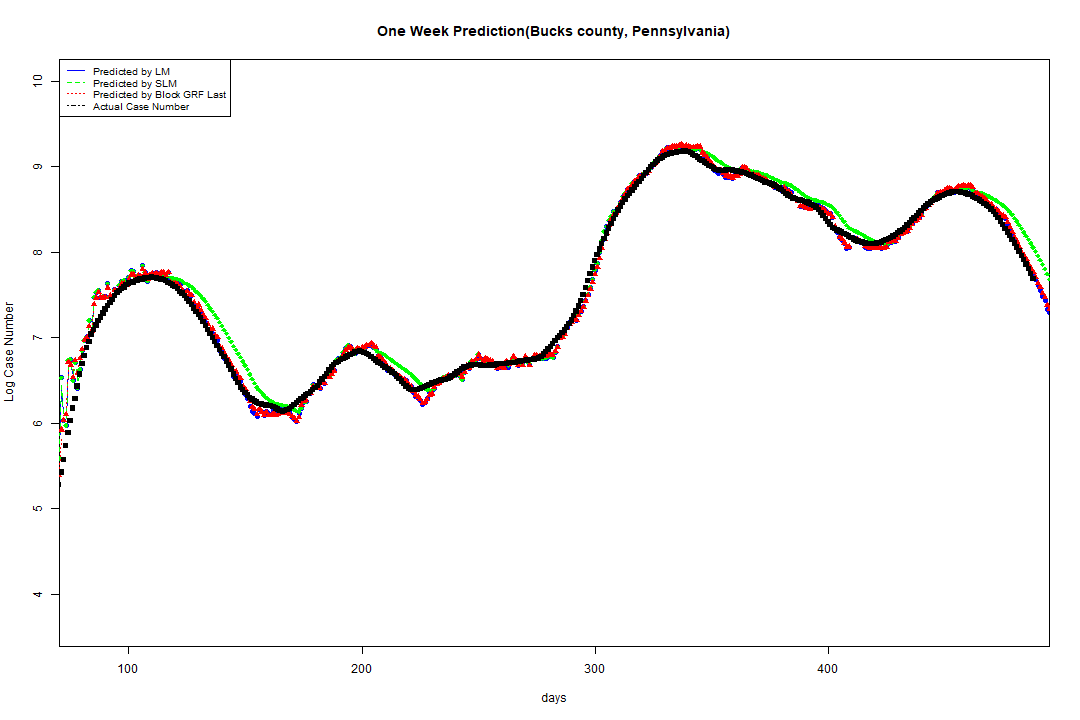 One Week Prediction(Bucks county, Pennsylvania)
Predicted by LM
Predicted by SLM
Predicted by Block GRF Last
Actual Case Number
10
9
8
7
6
5
4
Log Case Number
100 200 300 400
days